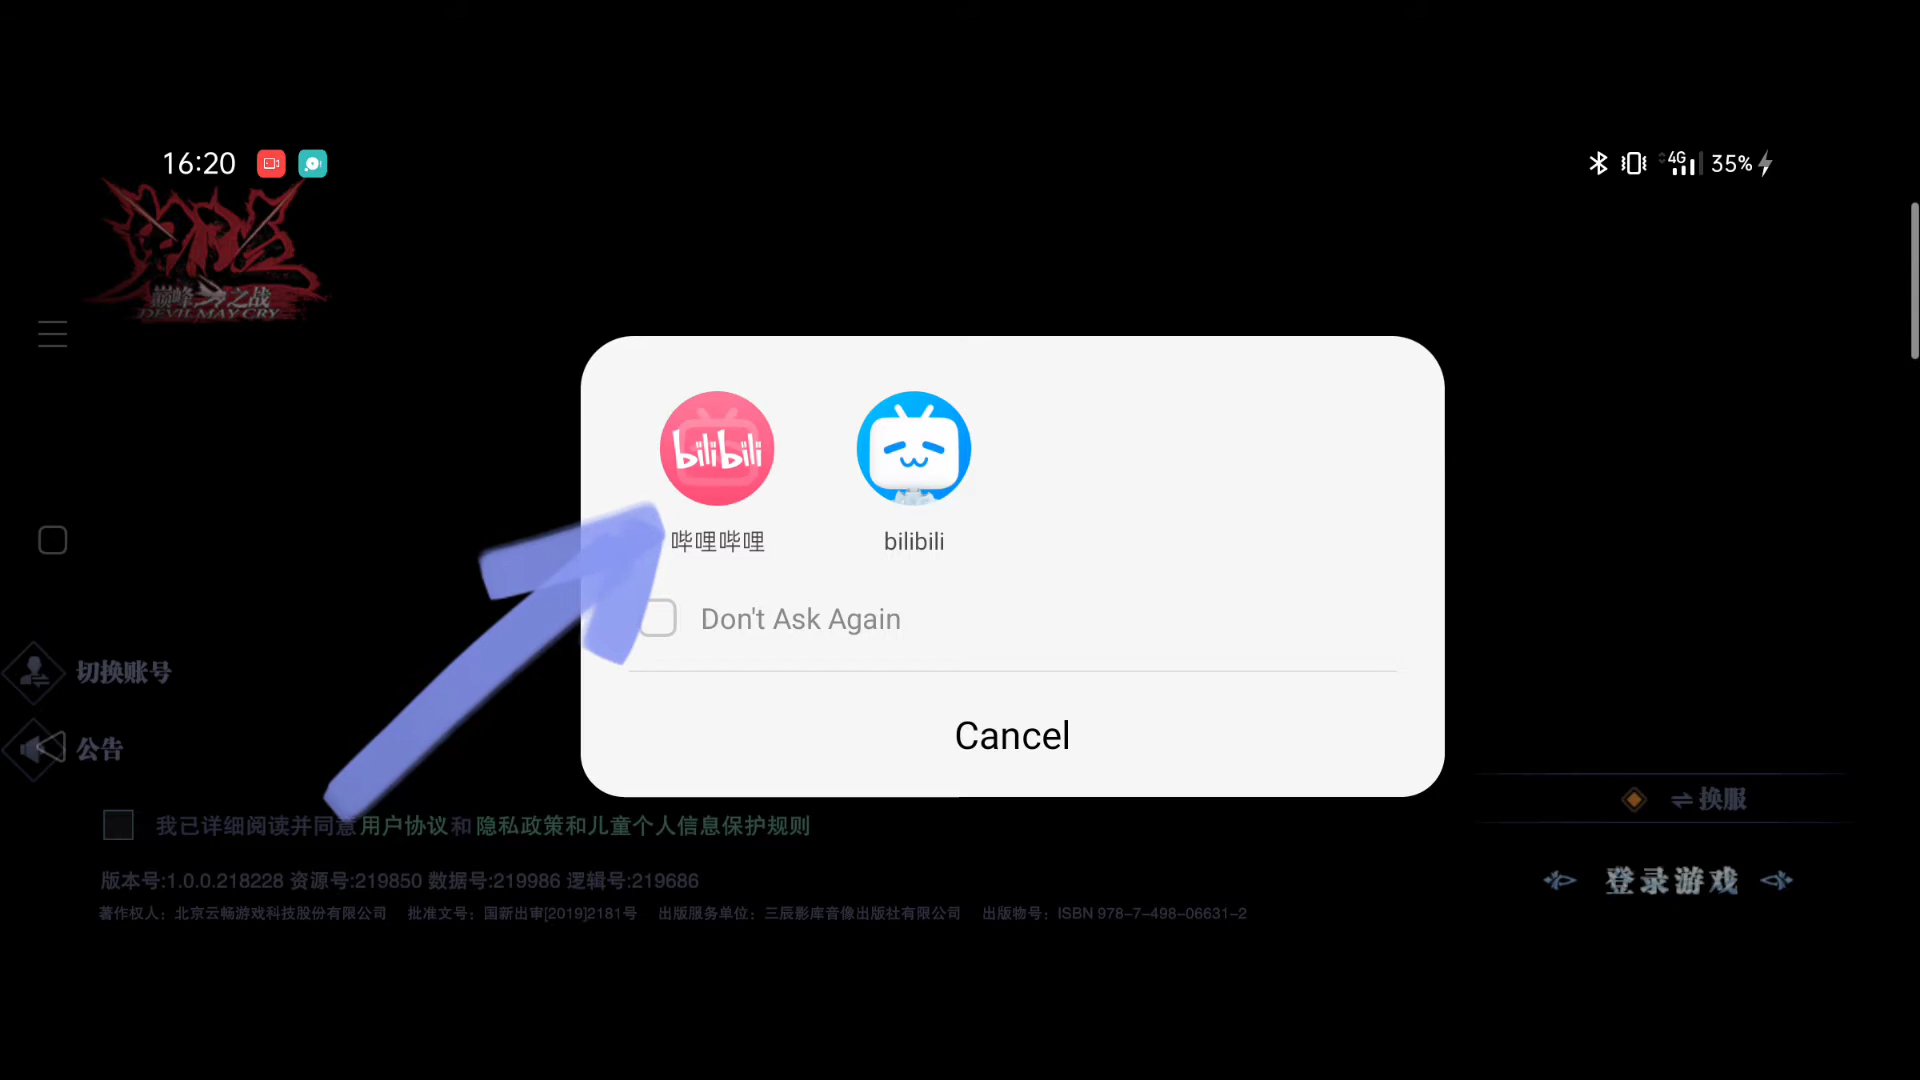 16:20
4G 35%
巅峰之战
DEVIL MAY CRY
bilibili
哔哩哔哩
bilibili
Don't Ask Again
Cancel
切换账号
公告
换服
我已详细阅读并同意用户协议和隐私政策和儿童个人信息保护规则
登录游戏
版本号:1.0.0.218228 资源号:219850 数据号:219986 逻辑号:219686
著作权人：北京云畅游戏科技股份有限公司 批准文号：国新出审[2019]2181号 出版服务单位：三辰影库音像出版社有限公司 出版物号：ISBN 978-7-498-06631-2